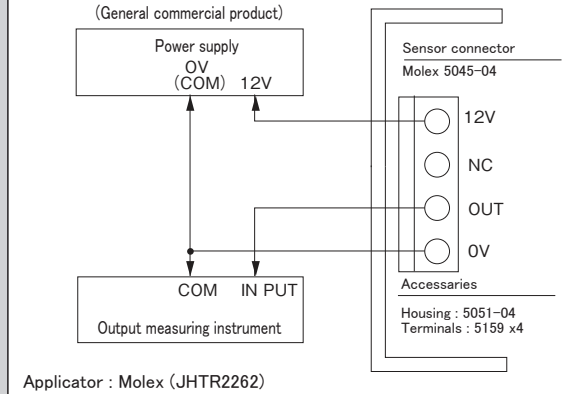 (General commercial product)
Power supply
0V
(COM) 12V
Sensor connector
Molex 5045-04
12V
NC
OUT
0V
COM IN PUT
Output measuring instrument
Accessaries
Housing : 5051-04
Terminals : 5159 x4
Applicator : Molex (JHTR2262)